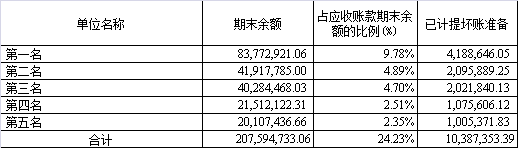 单位名称 期末余额 占应收账款期末余 已计提坏账准备
额的比例(%)
第一名 83,772,921.06 9.78% 4,188,646.05
第二名 41,917,785.00 4.89% 2,095,889.25
第三名 40,284,468.03 4.70% 2,021,840.13
第四名 21,512,122.31 2.51% 1,075,606.12
第五名 20,107,436.66 2.35% 1,005,371.83
合计 207,594,733.06 24.23% 10,387,353.39